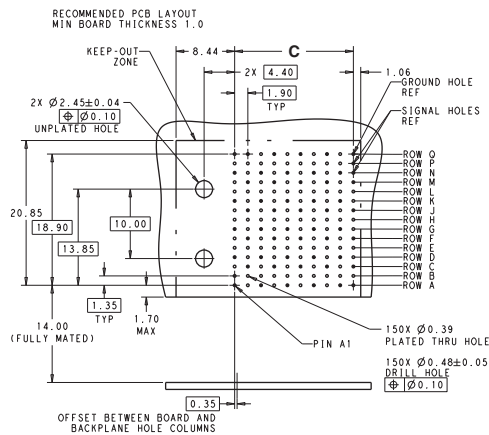 RECOMMENDED PCB LAYOUT
MIN BOARD THICKNESS 1.0
KEEP-OUT
ZONE
8.44
C
2X 4.40
1.06
1.90
TYP
GROUND HOLE
REF
SIGNAL HOLES
REF
2X Ø2.45±0.04
⌖ Ø0.10
UNPLATED HOLE
ROW Q
ROW P
ROW N
ROW M
ROW L
ROW K
ROW J
ROW H
ROW G
ROW F
ROW E
ROW D
ROW C
ROW B
ROW A
20.85
18.90
13.85
10.00
1.35
TYP
1.70
MAX
14.00
(FULLY MATED)
PIN A1
150X Ø0.39
PLATED THRU HOLE
150X Ø0.48±0.05
DRILL HOLE
⌖ Ø0.10
0.35
OFFSET BETWEEN BOARD AND
BACKPLANE HOLE COLUMNS